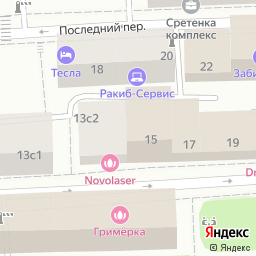 Последний пер.
Сретенка
комплекс
Тесла
18
20
22
Заби
Ракиб-Сервис
13с2
13с1
15
17
19
Novolaser
Dr
Гримёрка
Яндекс